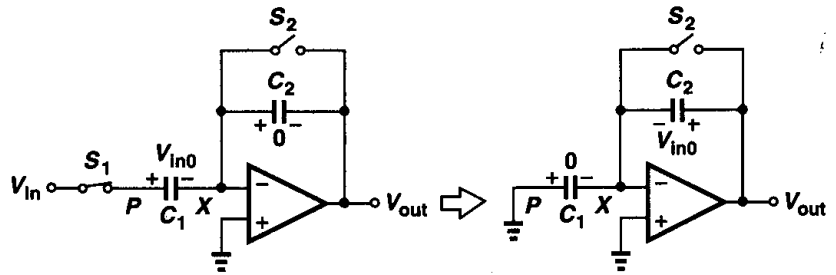 S2
C2
+ 0 −
Vin
S1
P
+ Vin0 −
C1
X
−
+
Vout
S2
C2
− Vin0 +
P
+ 0 −
C1
X
−
+
Vout